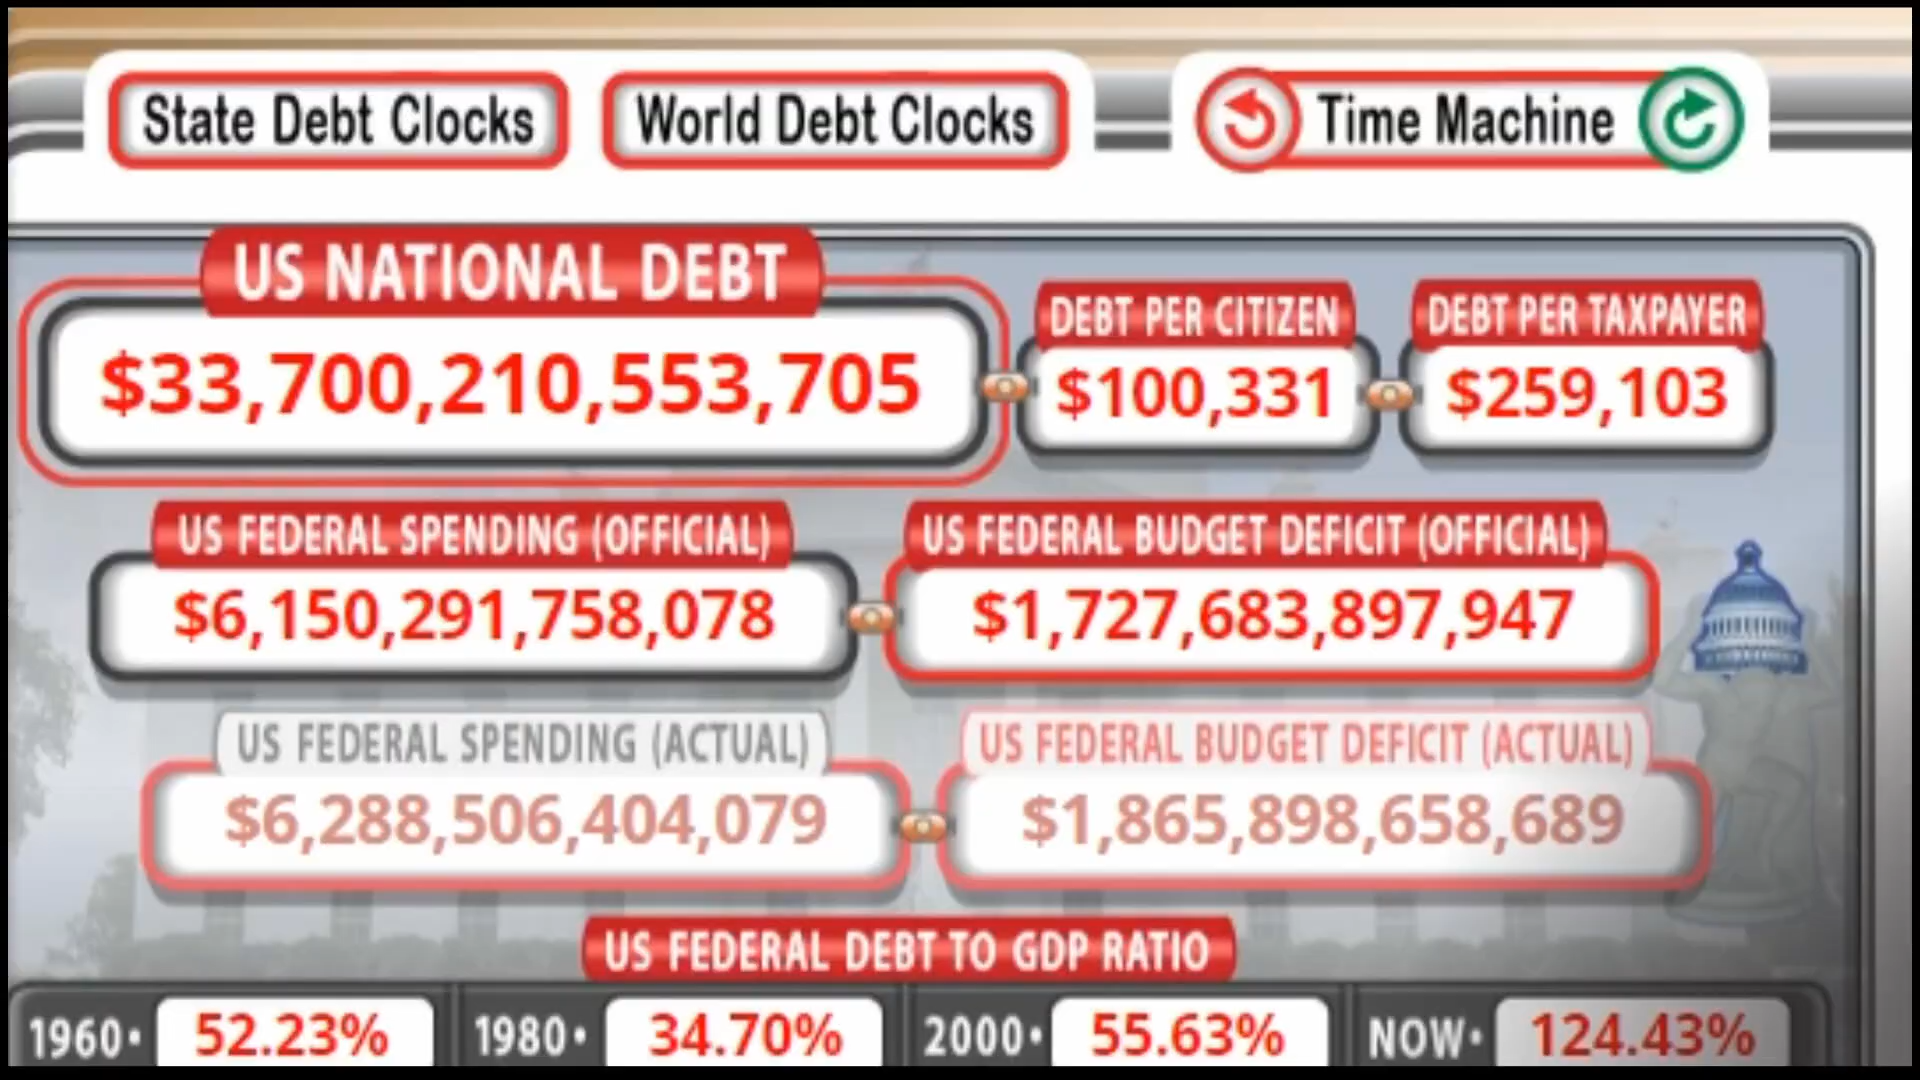 State Debt Clocks World Debt Clocks Time Machine
US NATIONAL DEBT
DEBT PER CITIZEN DEBT PER TAXPAYER
$33,700,210,553,705 $100,331 $259,103
US FEDERAL SPENDING (OFFICIAL) US FEDERAL BUDGET DEFICIT (OFFICIAL)
$6,150,291,758,078 $1,727,683,897,947
US FEDERAL SPENDING (ACTUAL) US FEDERAL BUDGET DEFICIT (ACTUAL)
$6,288,506,404,079 $1,865,898,658,689
US FEDERAL DEBT TO GDP RATIO
1960• 52.23% 1980• 34.70% 2000• 55.63% NOW• 124.43%